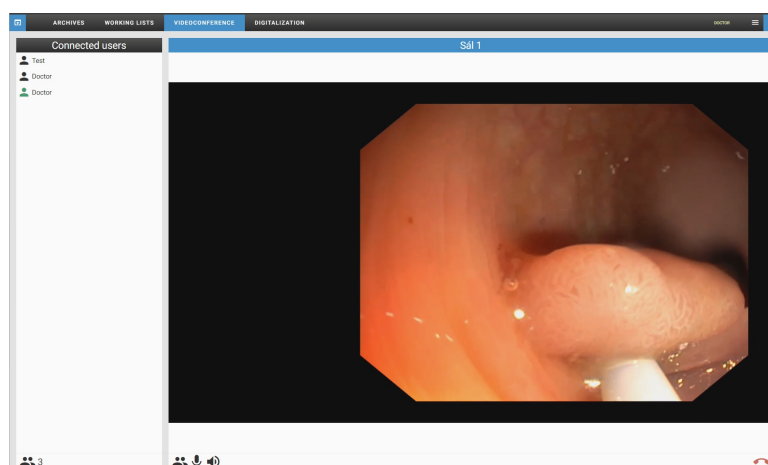 ARCHIVES WORKING LISTS VIDEOCONFERENCE DIGITALIZATION DOCTOR
Connected users
Sál 1
Test
Doctor
Doctor
3